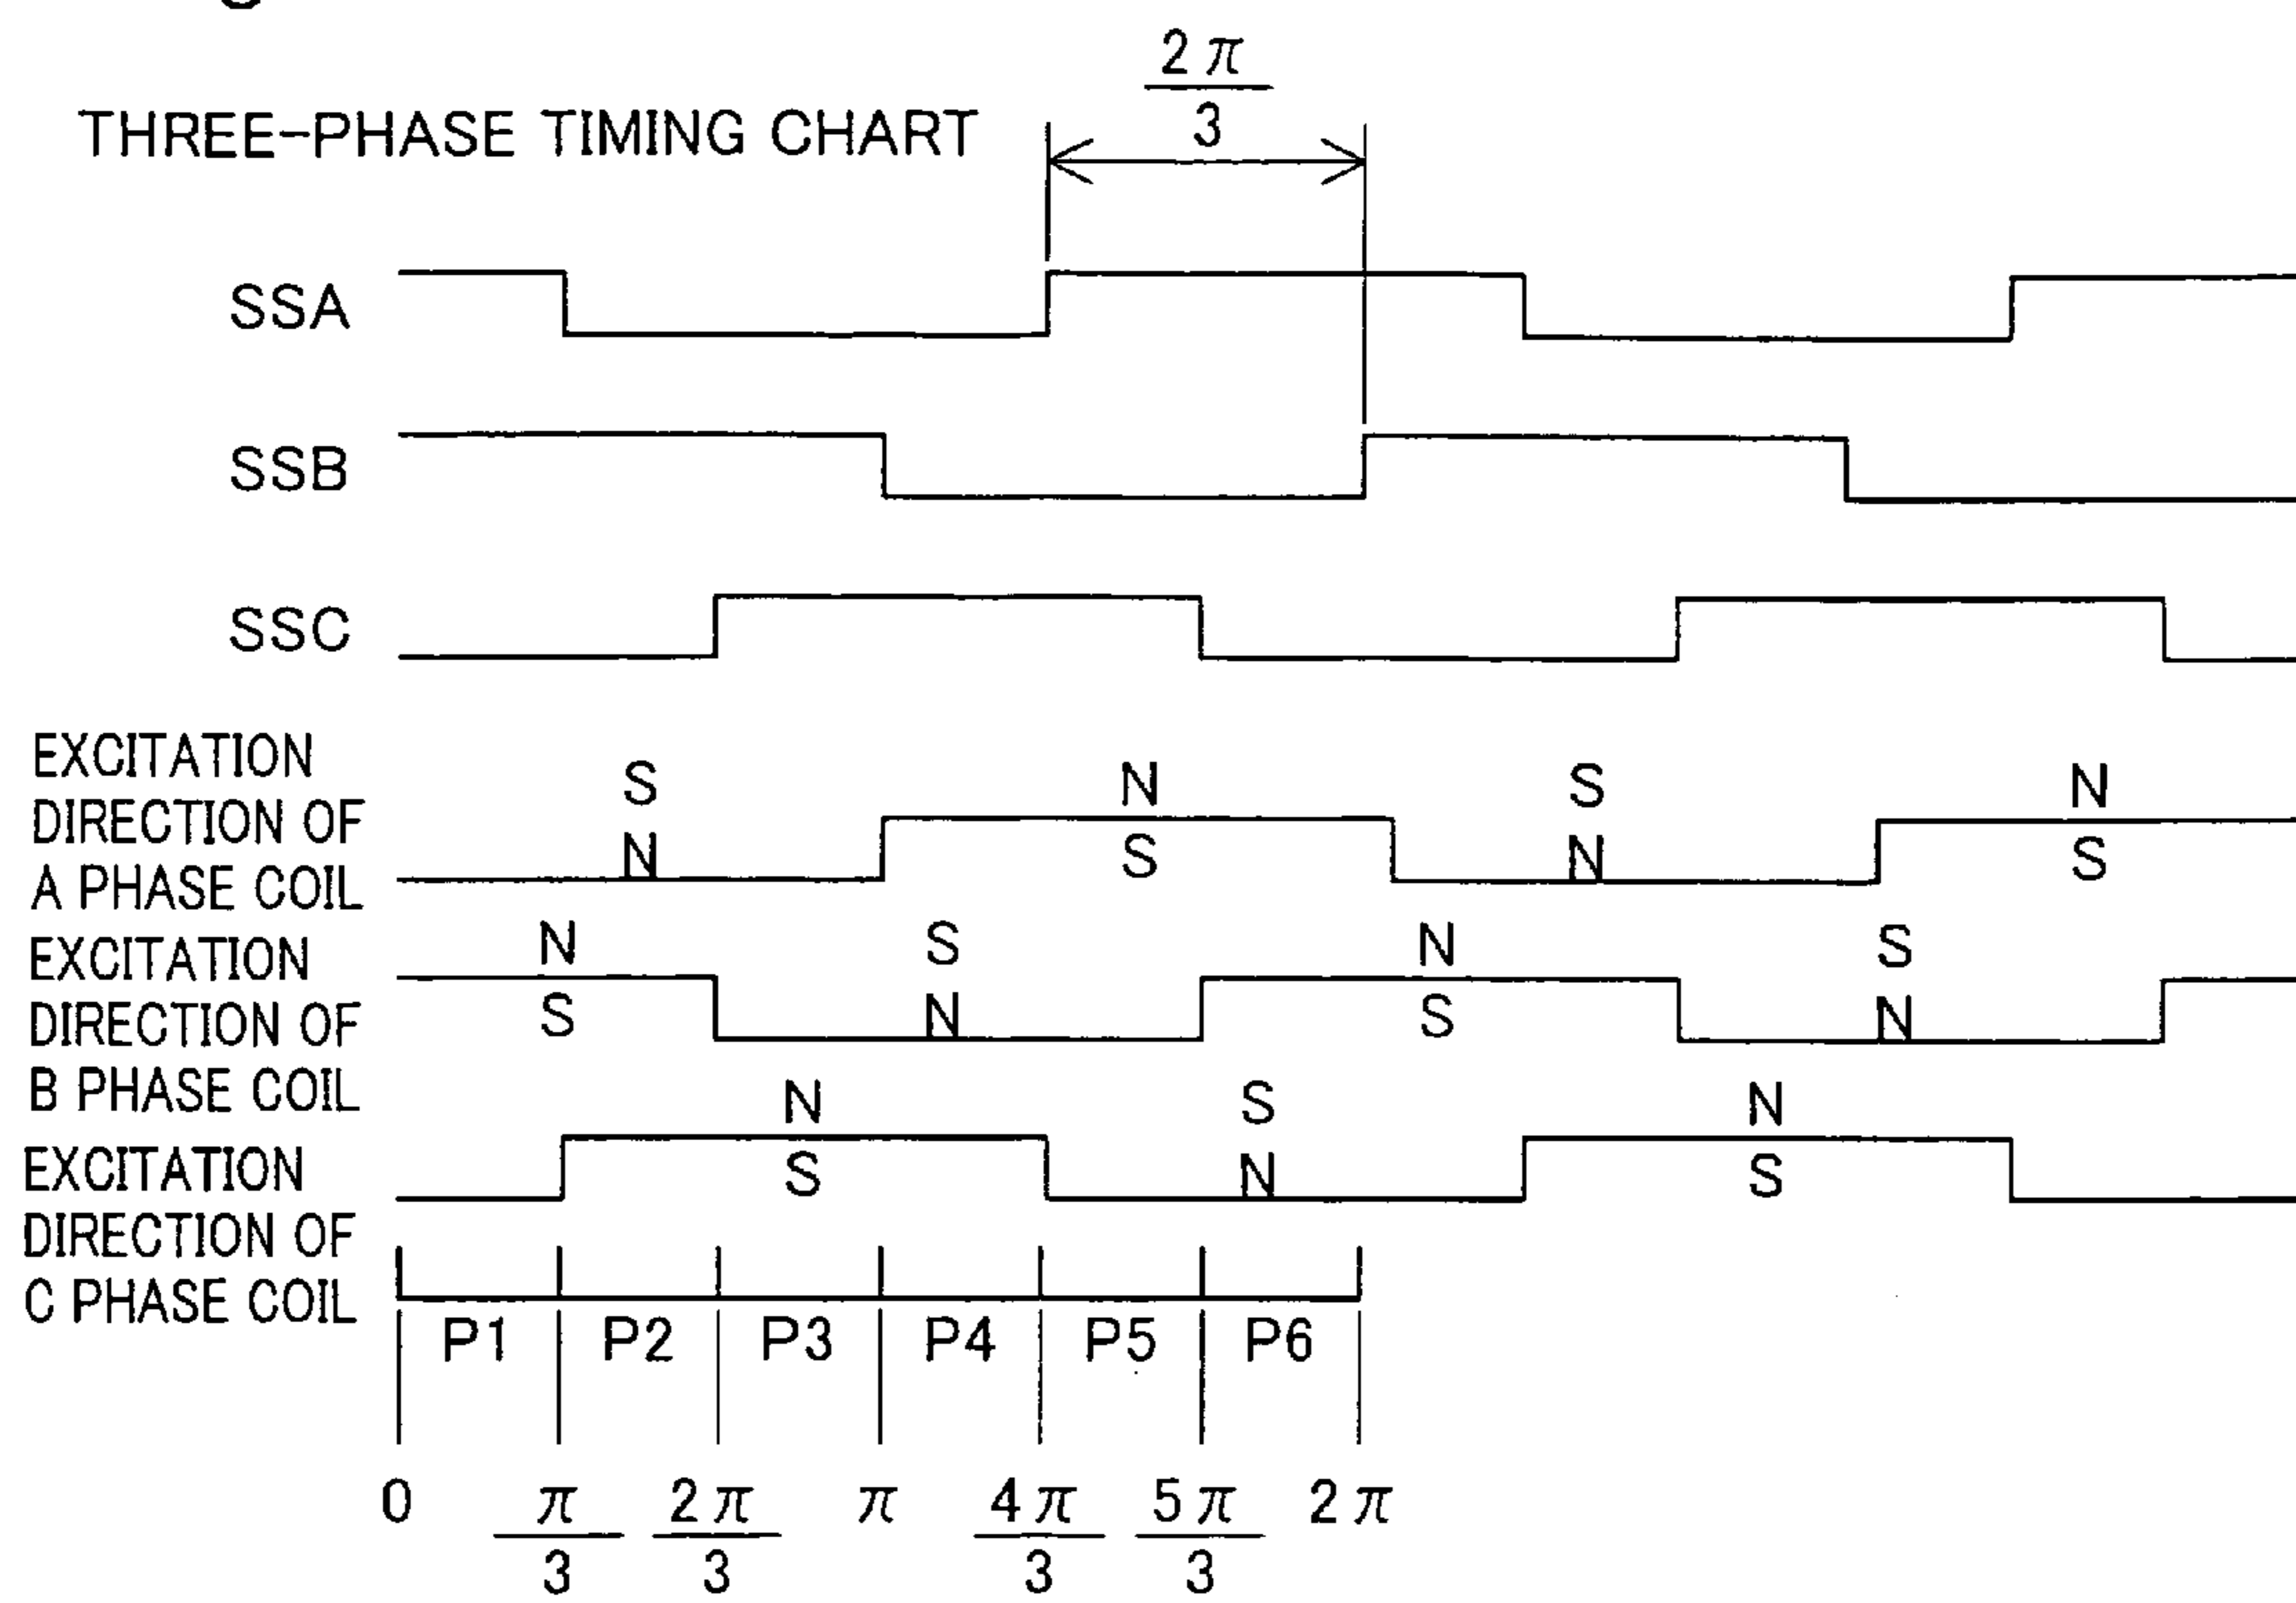 2π
3
THREE-PHASE TIMING CHART
SSA
SSB
SSC
EXCITATION
DIRECTION OF
A PHASE COIL
S N S N
N S N S
EXCITATION
DIRECTION OF
B PHASE COIL
N S N S
S N S N
EXCITATION
DIRECTION OF
C PHASE COIL
N S N
S N S
P1 P2 P3 P4 P5 P6
0 π/3 2π/3 π 4π/3 5π/3 2π